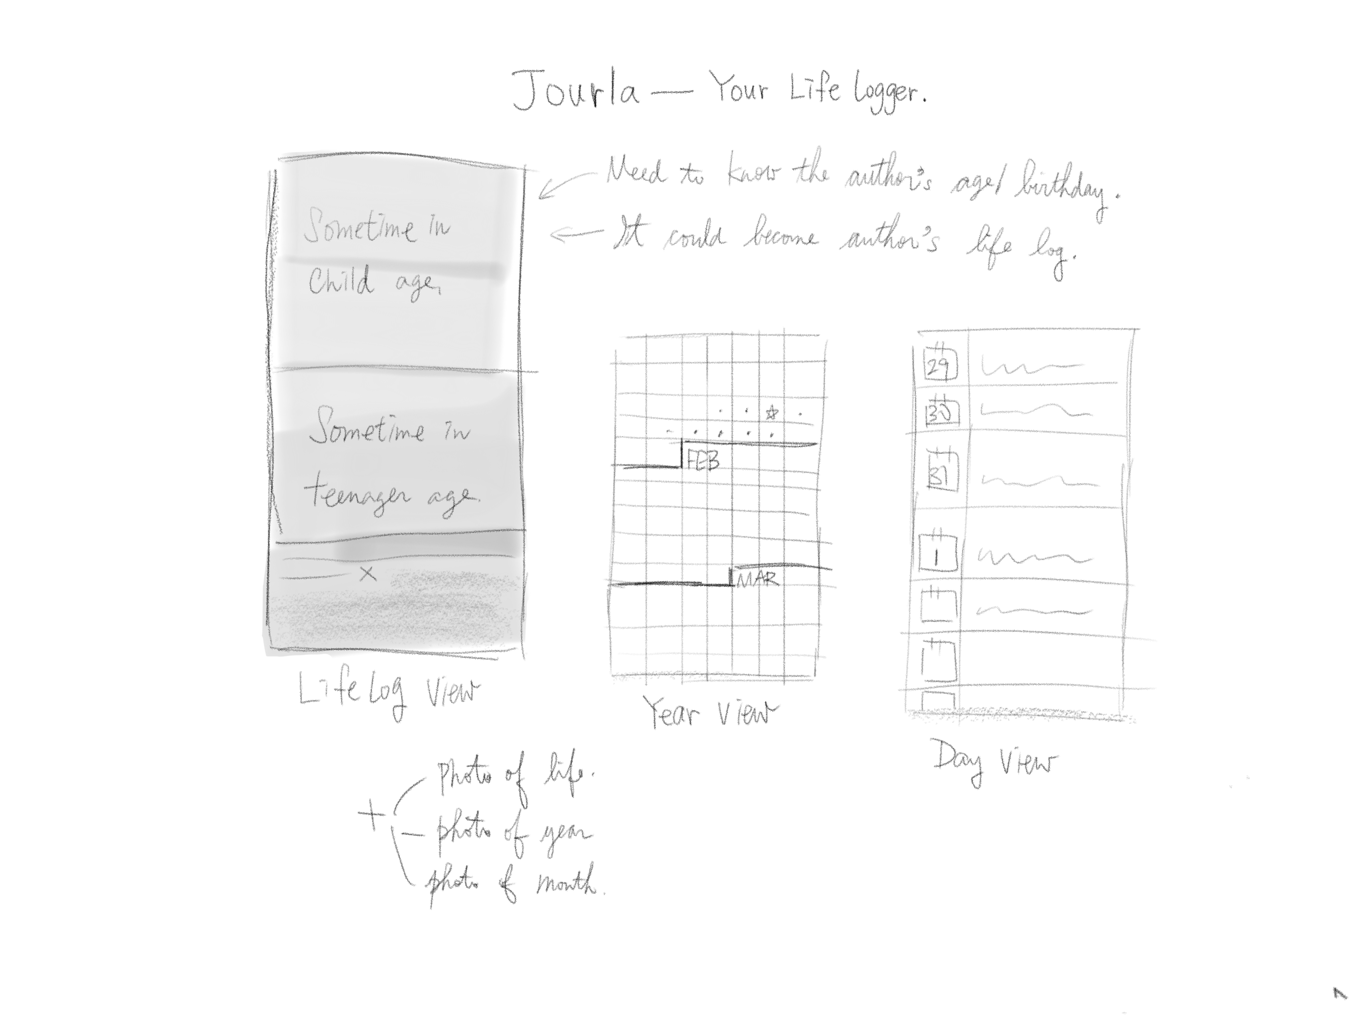 Jourla — Your Life logger.
Need to know the author's age/ birthday.
It could become author's life log.
Sometime in
Child age,
Sometime in
teenager age.
Life Log View
FEB
MAR
Year View
29
30
31
1
Day View
+
photo of life.
photo of year
photo of month.
7